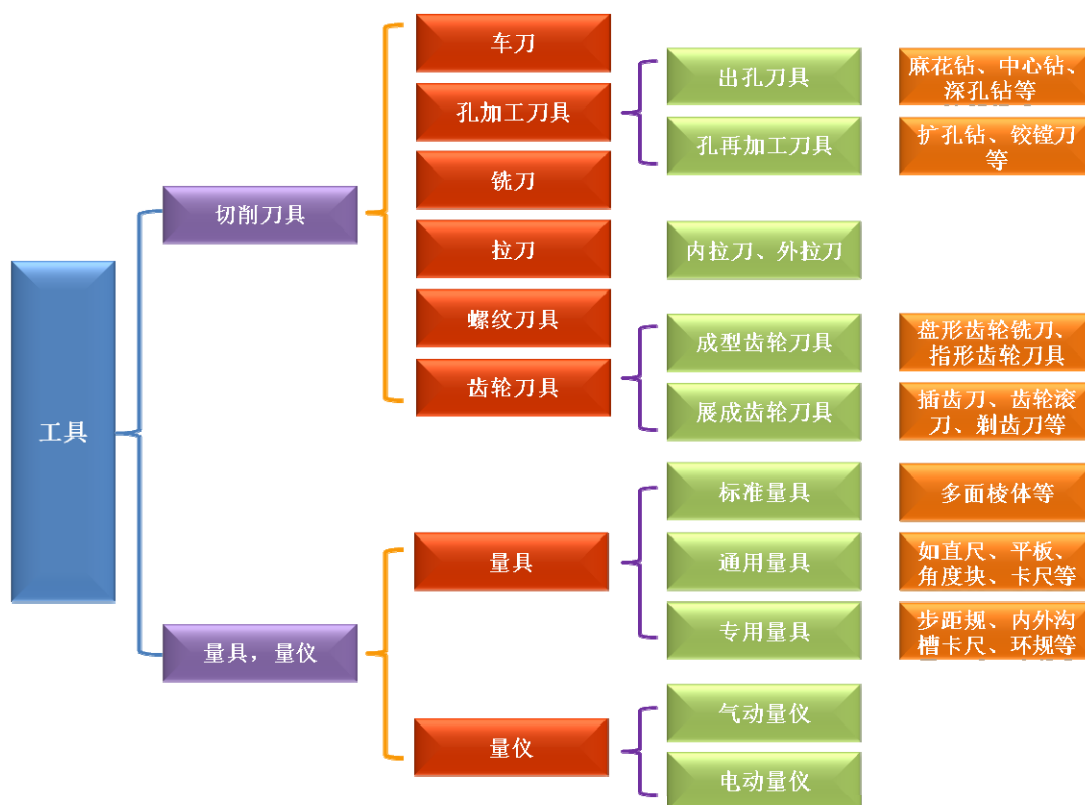 工具
切削刀具
车刀
孔加工刀具
出孔刀具
麻花钻、中心钻、
深孔钻等
孔再加工刀具
扩孔钻、铰镗刀
等
铣刀
拉刀
内拉刀、外拉刀
螺纹刀具
齿轮刀具
成型齿轮刀具
盘形齿轮铣刀、
指形齿轮刀具
展成齿轮刀具
插齿刀、齿轮滚
刀、剃齿刀等
量具，量仪
量具
标准量具
多面棱体等
通用量具
如直尺、平板、
角度块、卡尺等
专用量具
步距规、内外沟
槽卡尺、环规等
量仪
气动量仪
电动量仪